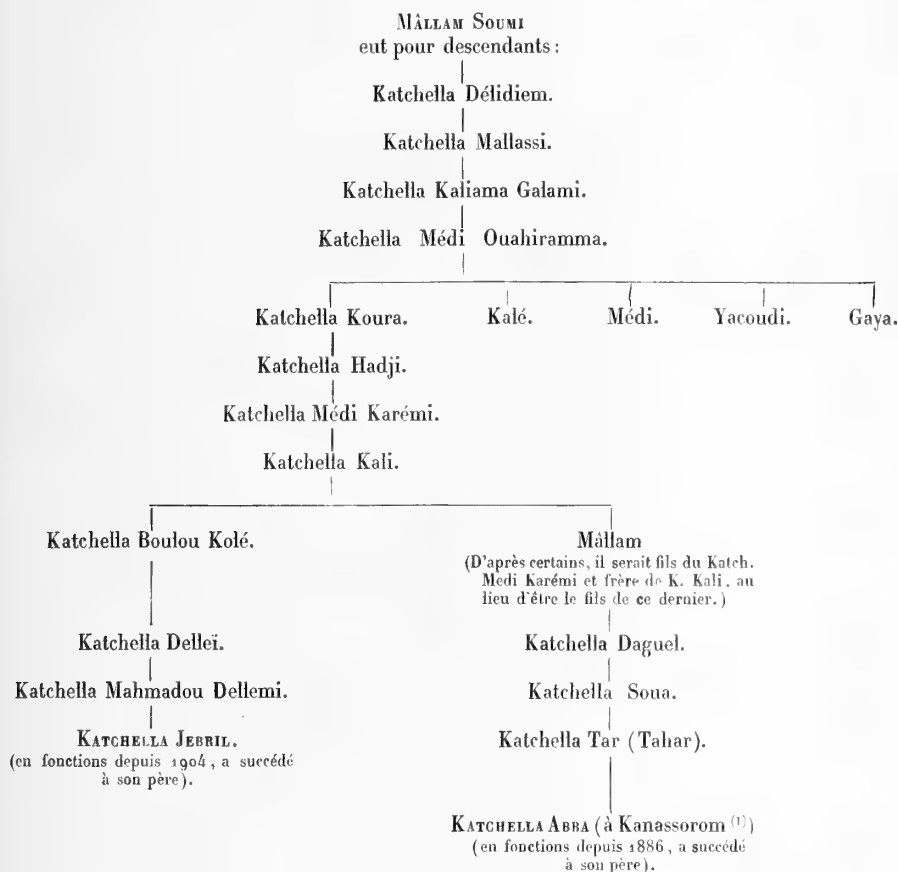 MÂLLAM SOUMI
eut pour descendants :
Katchella Délidiem.
Katchella Mallassi.
Katchella Kaliama Galami.
Katchella Médi Ouahiramma.
Katchella Koura. Kalé. Médi. Yacoudi. Gaya.
Katchella Hadji.
Katchella Médi Karémi.
Katchella Kali.
Katchella Boulou Kolé. Mâllam
(D'après certains, il serait fils du Katch.
Medi Karémi et frère de K. Kali, au
lieu d'être le fils de ce dernier.)
Katchella Delleï. Katchella Daguel.
Katchella Mahmadou Dellemi. Katchella Soua.
KATCHELLA JEBRIL. Katchella Tar (Tahar).
(en fonctions depuis 1904, a succédé
à son père).
KATCHELLA ABBA (à Kanassorom (1))
(en fonctions depuis 1886, a succédé
à son père).